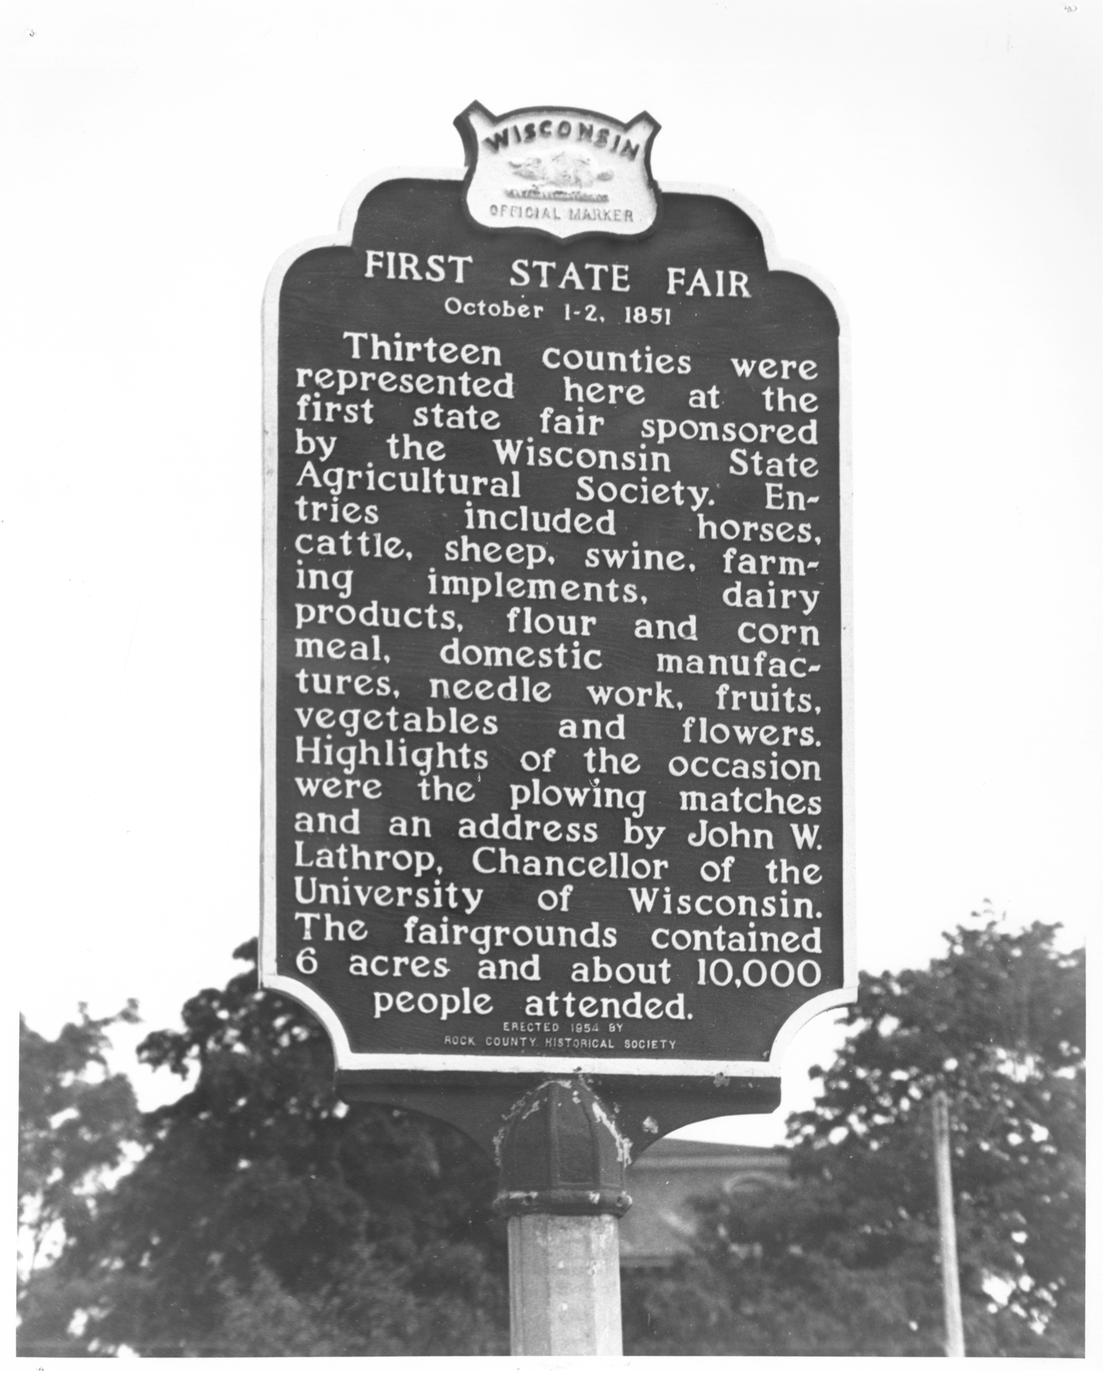 WISCONSIN
OFFICIAL MARKER
FIRST STATE FAIR
October 1-2, 1851
Thirteen counties were
represented here at the
first state fair sponsored
by the Wisconsin State
Agricultural Society. En-
tries included horses,
cattle, sheep, swine, farm-
ing implements, dairy
products, flour and corn
meal, domestic manufac-
tures, needle work, fruits,
vegetables and flowers.
Highlights of the occasion
were the plowing matches
and an address by John W.
Lathrop, Chancellor of the
University of Wisconsin.
The fairgrounds contained
6 acres and about 10,000
people attended.
ERECTED 1954 BY
ROCK COUNTY HISTORICAL SOCIETY